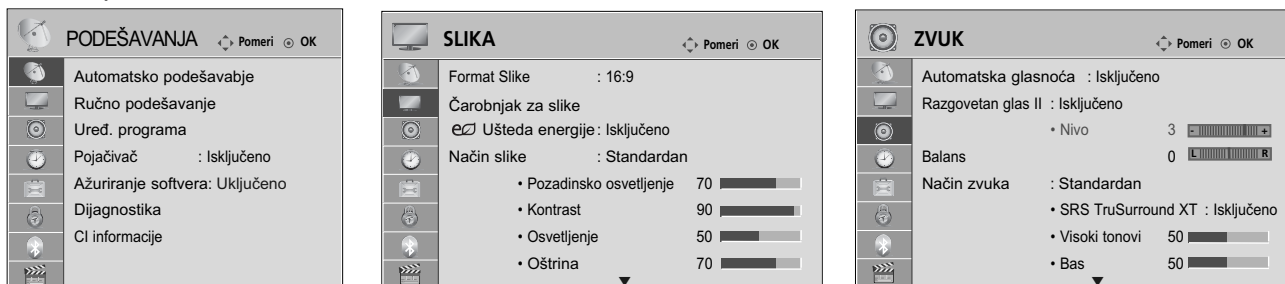 PODEŠAVANJA Pomeri OK
Automatsko podešavabje
Ručno podešavanje
Uređ. programa
Pojačivač : Isključeno
Ažuriranje softvera: Uključeno
Dijagnostika
CI informacije
SLIKA Pomeri OK
Format Slike : 16:9
Čarobnjak za slike
e Ušteda energije : Isključeno
Način slike : Standardan
• Pozadinsko osvetljenje 70
• Kontrast 90
• Osvetljenje 50
• Oštrina 70
ZVUK Pomeri OK
Automatska glasnoća : Isključeno
Razgovetan glas II : Isključeno
• Nivo 3 - +
Balans 0 L R
Način zvuka : Standardan
• SRS TruSurround XT : Isključeno
• Visoki tonovi 50
• Bas 50